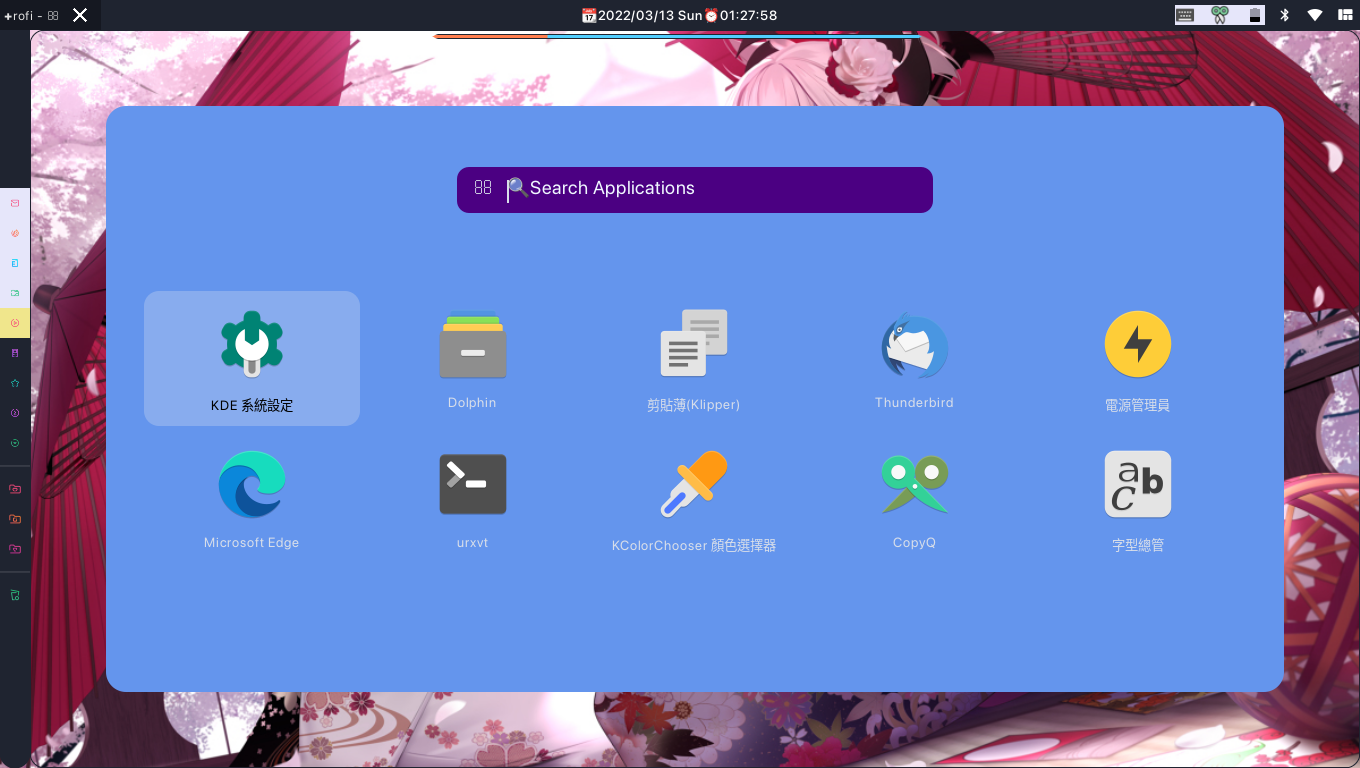 +rofi -
📅2022/03/13 Sun⏰01:27:58
🔍Search Applications
KDE 系統設定
Dolphin
剪貼薄(Klipper)
Thunderbird
電源管理員
Microsoft Edge
urxvt
KColorChooser 顏色選擇器
CopyQ
字型總管